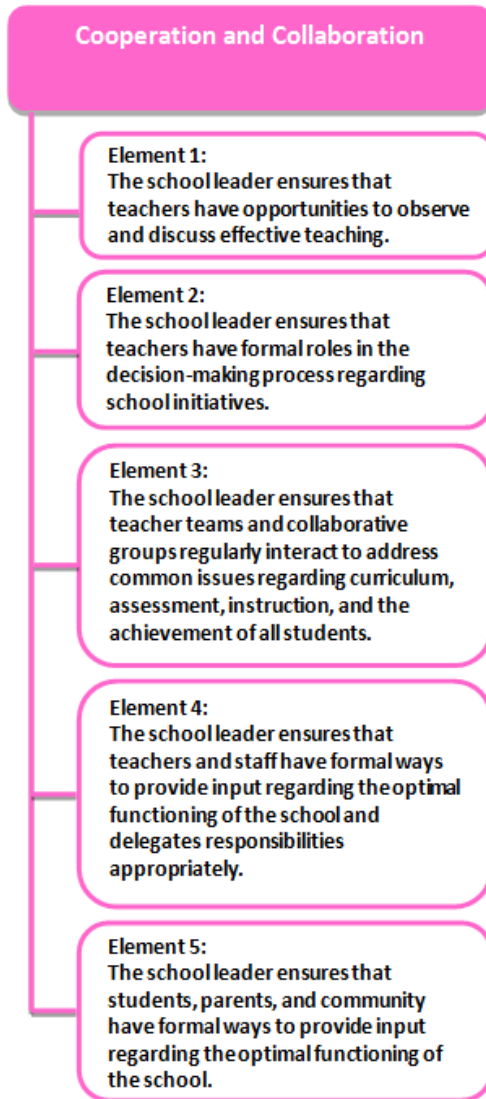 Cooperation and Collaboration
Element 1:
The school leader ensures that
teachers have opportunities to observe
and discuss effective teaching.
Element 2:
The school leader ensures that
teachers have formal roles in the
decision-making process regarding
school initiatives.
Element 3:
The school leader ensures that
teacher teams and collaborative
groups regularly interact to address
common issues regarding curriculum,
assessment, instruction, and the
achievement of all students.
Element 4:
The school leader ensures that
teachers and staff have formal ways
to provide input regarding the optimal
functioning of the school and
delegates responsibilities
appropriately.
Element 5:
The school leader ensures that
students, parents, and community
have formal ways to provide input
regarding the optimal functioning of
the school.